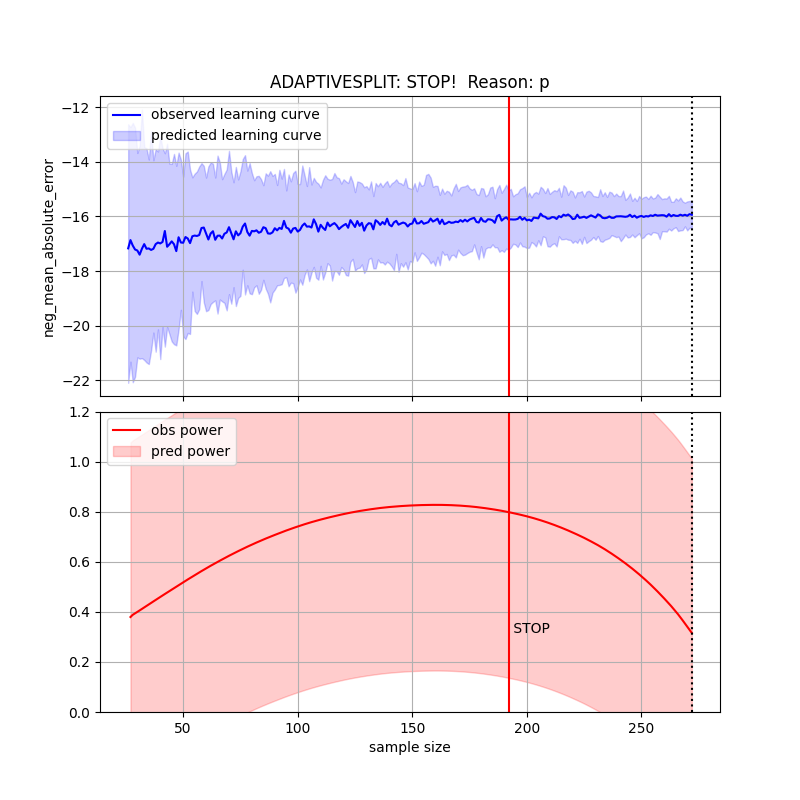 ADAPTIVESPLIT: STOP!  Reason: p
−12
−14
−16
−18
−20
−22
neg_mean_absolute_error
observed learning curve
predicted learning curve
1.2
1.0
0.8
0.6
0.4
0.2
0.0
obs power
pred power
STOP
50
100
150
200
250
sample size